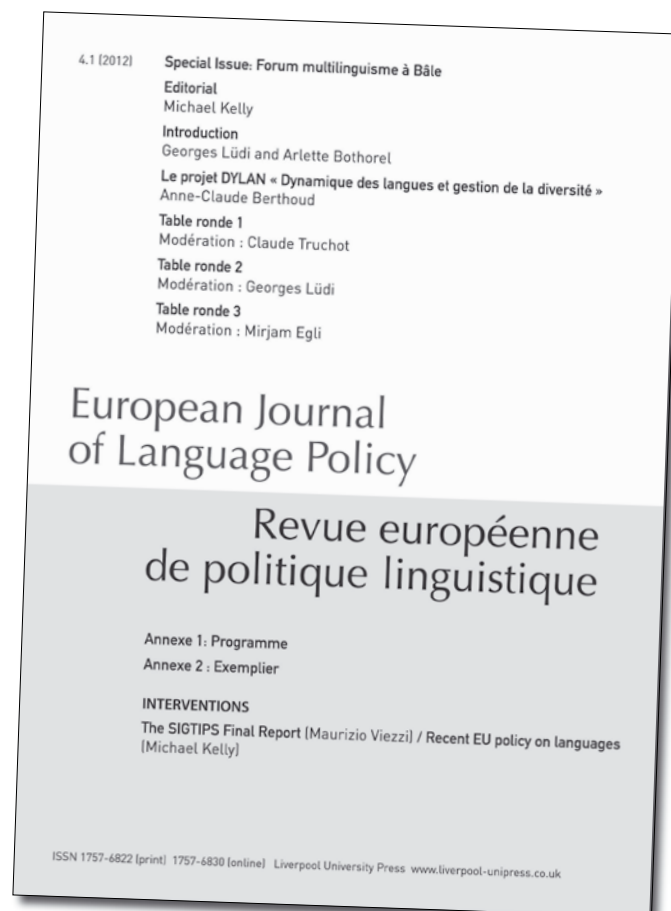 4.1 (2012)
Special Issue: Forum multilinguisme à Bâle
Editorial
Michael Kelly
Introduction
Georges Lüdi and Arlette Bothorel
Le projet DYLAN « Dynamique des langues et gestion de la diversité »
Anne-Claude Berthoud
Table ronde 1
Modération : Claude Truchot
Table ronde 2
Modération : Georges Lüdi
Table ronde 3
Modération : Mirjam Egli
European Journal
of Language Policy
Revue européenne
de politique linguistique
Annexe 1: Programme
Annexe 2 : Exemplier
INTERVENTIONS
The SIGTIPS Final Report (Maurizio Viezzi) / Recent EU policy on languages
(Michael Kelly)
ISSN 1757-6822 (print) 1757-6830 (online) Liverpool University Press www.liverpool-unipress.co.uk